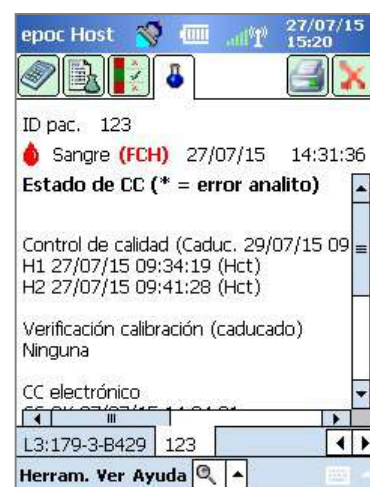 epoc Host 27/07/15
15:20
ID pac. 123
Sangre (FCH) 27/07/15 14:31:36
Estado de CC (* = error analito)
Control de calidad (Caduc. 29/07/15 09
H1 27/07/15 09:34:19 (Hct)
H2 27/07/15 09:41:28 (Hct)
Verificación calibración (caducado)
Ninguna
CC electrónico
L3:179-3-B429 123
Herram. Ver Ayuda